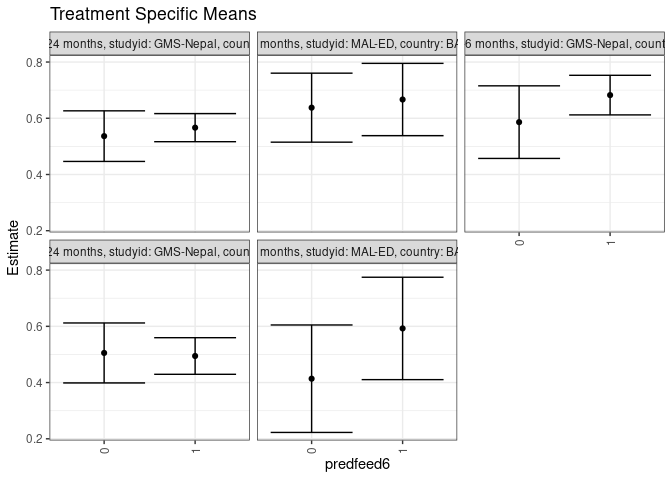 Treatment Specific Means
24 months, studyid: GMS-Nepal, coun
months, studyid: MAL-ED, country: BA
6 months, studyid: GMS-Nepal, count
0.8
0.6
0.4
0.2
0
1
24 months, studyid: GMS-Nepal, coun
months, studyid: MAL-ED, country: BA
0.8
0.6
0.4
0.2
0
1
0
1
Estimate
predfeed6